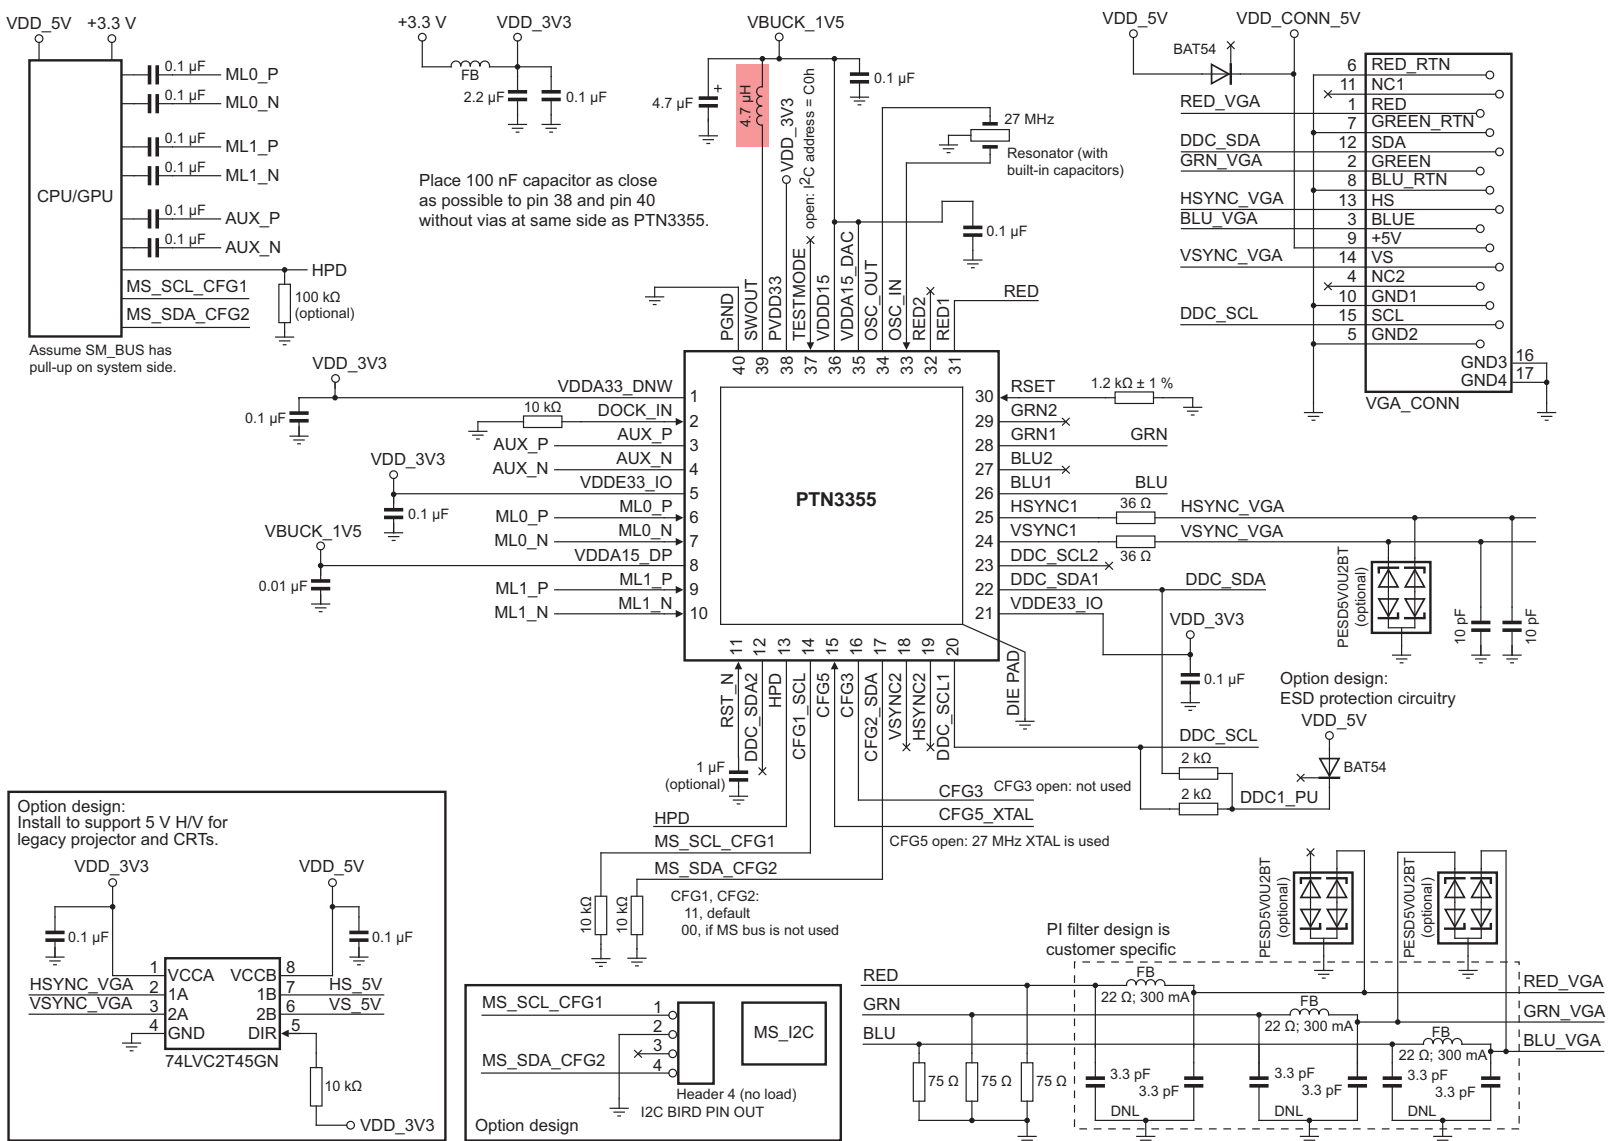 VDD_5V
+3.3 V
0.1 µF
ML0_P
0.1 µF
ML0_N
0.1 µF
ML1_P
0.1 µF
ML1_N
CPU/GPU
0.1 µF
AUX_P
0.1 µF
AUX_N
HPD
MS_SCL_CFG1
MS_SDA_CFG2
100 kΩ
(optional)
Assume SM_BUS has
pull-up on system side.
+3.3 V
VDD_3V3
FB
2.2 µF
0.1 µF
Place 100 nF capacitor as close
as possible to pin 38 and pin 40
without vias at same side as PTN3355.
VBUCK_1V5
4.7 µF
+
4.7 µH
VDD_3V3
open: I2C address = C0h
0.1 µF
27 MHz
Resonator (with
built-in capacitors)
0.1 µF
VDD_5V
VDD_CONN_5V
BAT54
6 RED_RTN
11 NC1
RED_VGA 1 RED
7 GREEN_RTN
DDC_SDA 12 SDA
GRN_VGA 2 GREEN
8 BLU_RTN
HSYNC_VGA 13 HS
BLU_VGA 3 BLUE
9 +5V
VSYNC_VGA 14 VS
4 NC2
10 GND1
DDC_SCL 15 SCL
5 GND2
GND3 16
GND4 17
VGA_CONN
PGND
SWOUT
PVDD33
TESTMODE
VDD15
VDDA15_DAC
OSC_OUT
OSC_IN
RED2
RED1
RED
40
39
38
37
36
35
34
33
32
31
VDD_3V3
0.1 µF
VDDA33_DNW 1
10 kΩ
DOCK_IN 2
AUX_P AUX_P 3
AUX_N AUX_N 4
VDD_3V3
VDDE33_IO 5
0.1 µF
ML0_P ML0_P 6
ML0_N ML0_N 7
VBUCK_1V5
VDDA15_DP 8
0.01 µF
ML1_P ML1_P 9
ML1_N ML1_N 10
PTN3355
30 RSET 1.2 kΩ ± 1 %
29 GRN2
28 GRN1 GRN
27 BLU2
26 BLU1 BLU
25 HSYNC1 36 Ω HSYNC_VGA
24 VSYNC1 36 Ω VSYNC_VGA
23 DDC_SCL2
22 DDC_SDA1 DDC_SDA
21 VDDE33_IO
VDD_3V3
0.1 µF
PESD5V0U2BT
(optional)
10 pF
10 pF
Option design:
ESD protection circuitry
11
12
13
14
15
16
17
18
19
20
RST_N
DDC_SDA2
HPD
CFG1_SCL
CFG5
CFG3
CFG2_SDA
VSYNC2
HSYNC2
DDC_SCL1
DIE PAD
1 µF
(optional)
VDD_5V
DDC_SCL
2 kΩ
2 kΩ
BAT54
DDC1_PU
CFG3 CFG3 open: not used
CFG5_XTAL
CFG5 open: 27 MHz XTAL is used
HPD
MS_SCL_CFG1
MS_SDA_CFG2
10 kΩ
10 kΩ
CFG1, CFG2:
11, default
00, if MS bus is not used
Option design:
Install to support 5 V H/V for
legacy projector and CRTs.
VDD_3V3
VDD_5V
0.1 µF
0.1 µF
1 VCCA VCCB 8
HSYNC_VGA 2 1A 1B 7 HS_5V
VSYNC_VGA 3 2A 2B 6 VS_5V
4 GND DIR 5
74LVC2T45GN
10 kΩ
VDD_3V3
MS_SCL_CFG1 1
2
3
MS_SDA_CFG2 4
MS_I2C
Header 4 (no load)
I2C BIRD PIN OUT
Option design
PESD5V0U2BT
(optional)
PESD5V0U2BT
(optional)
PI filter design is
customer specific
RED
FB
22 Ω; 300 mA
RED_VGA
GRN
FB
22 Ω; 300 mA
GRN_VGA
BLU
FB
22 Ω; 300 mA
BLU_VGA
75 Ω
75 Ω
75 Ω
3.3 pF
3.3 pF
3.3 pF
3.3 pF
3.3 pF
3.3 pF
DNL
DNL
DNL